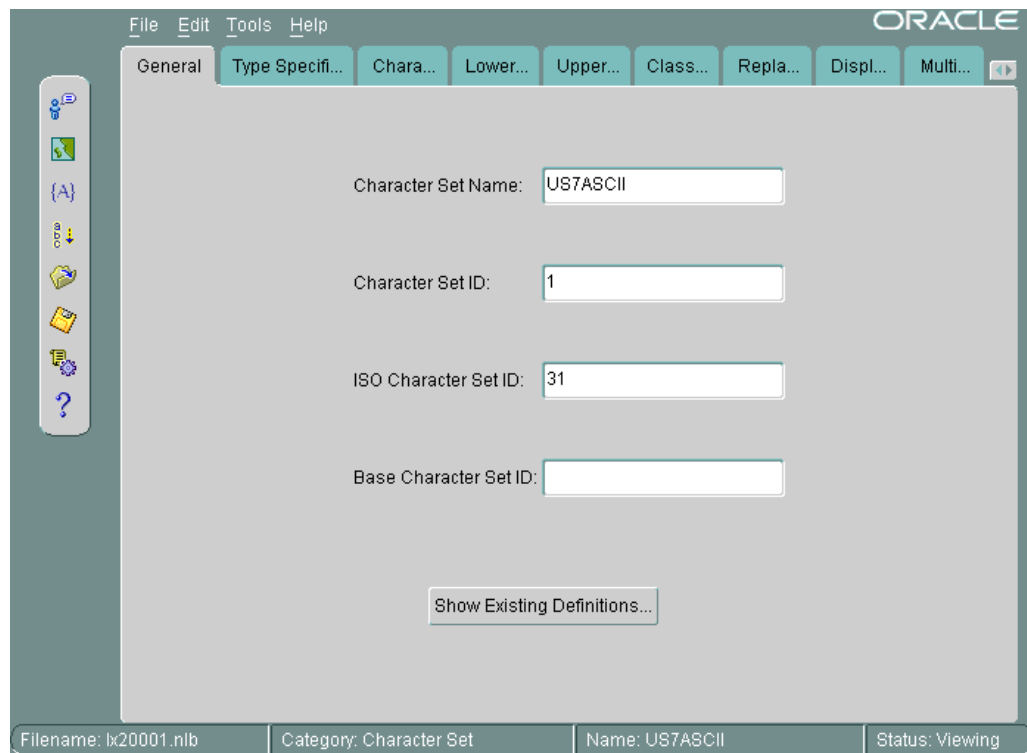 File Edit Tools Help
ORACLE
General Type Specifi... Chara... Lower... Upper... Class... Repla... Displ... Multi...
{A}
a
b
c
?
Character Set Name: US7ASCII
Character Set ID: 1
ISO Character Set ID: 31
Base Character Set ID:
Show Existing Definitions...
Filename: lx20001.nlb Category: Character Set Name: US7ASCII Status: Viewing